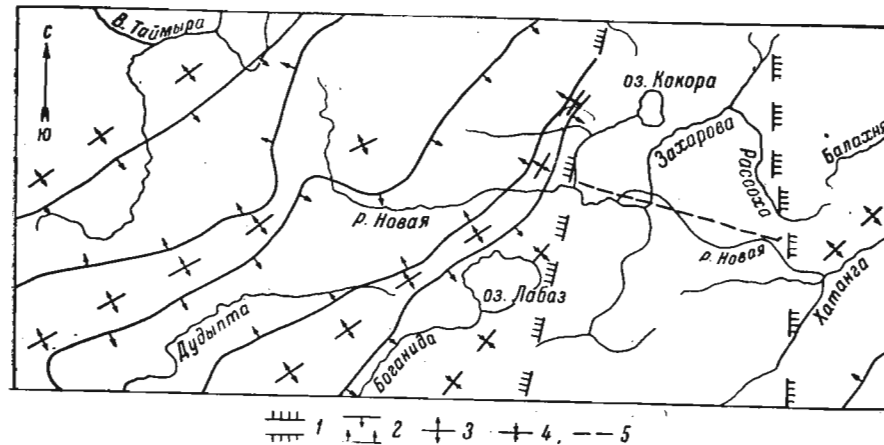 С
Ю
В. Таймыра
оз. Кокора
Захарова
Рассоха
Балахня
р. Новая
р. Новая
Хатанга
оз. Лабаз
Дудыпта
Боганида
1 2 3 4, 5